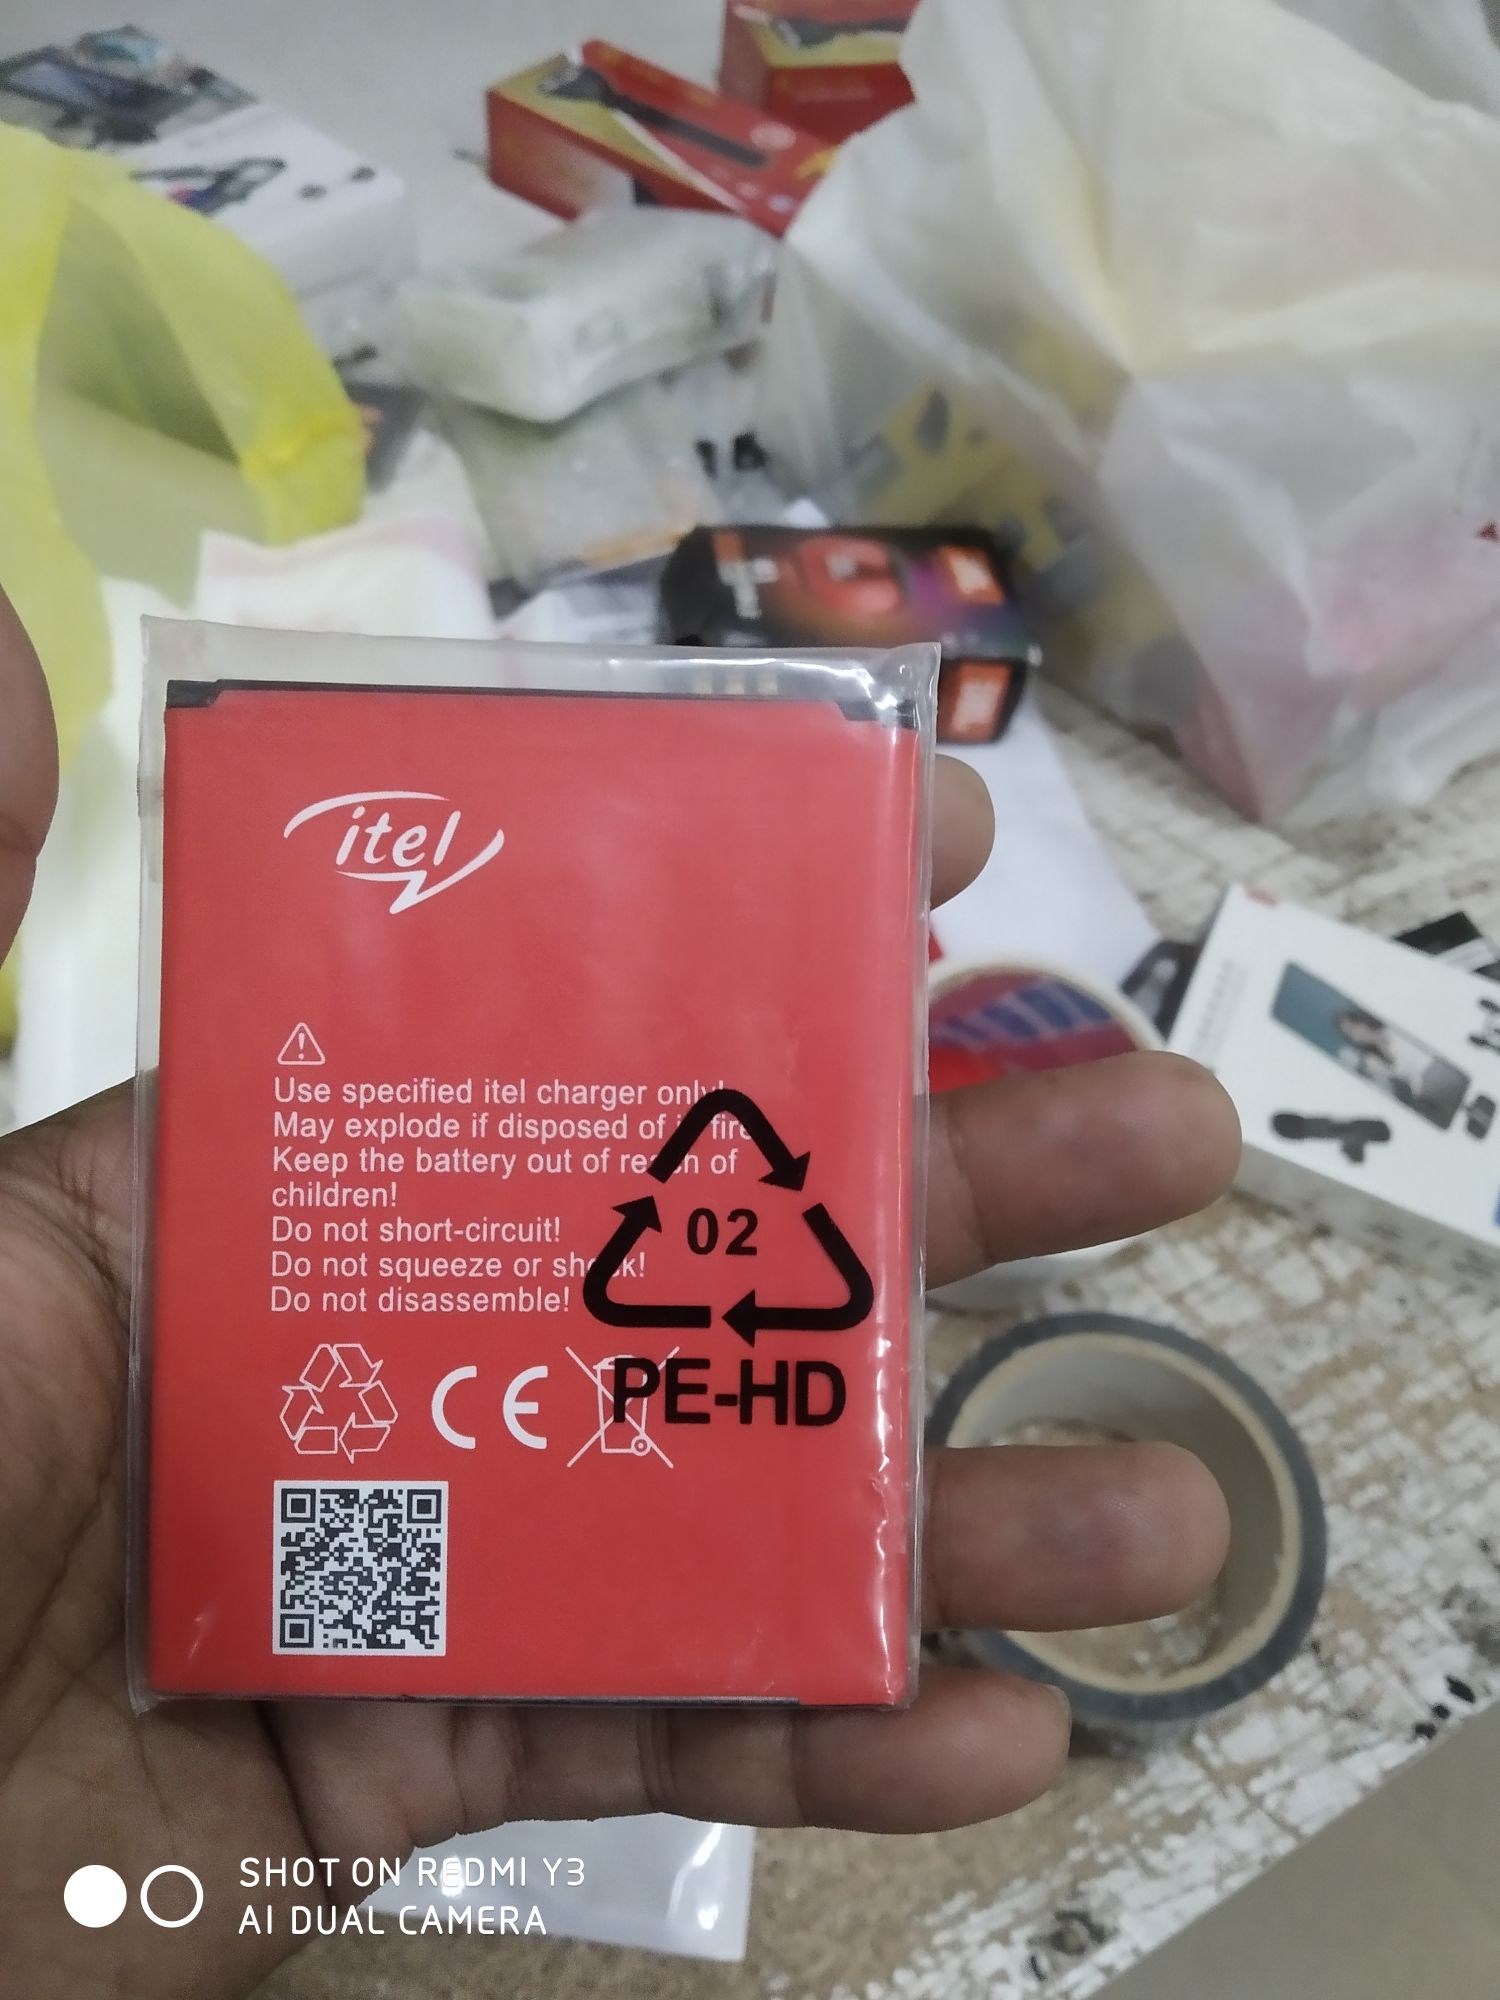 itel
Use specified itel charger only!
May explode if disposed of in fire
Keep the battery out of reach of
children!
Do not short-circuit!
Do not squeeze or shock!
Do not disassemble!
02
PE-HD
CE
SHOT ON REDMI Y3
AI DUAL CAMERA